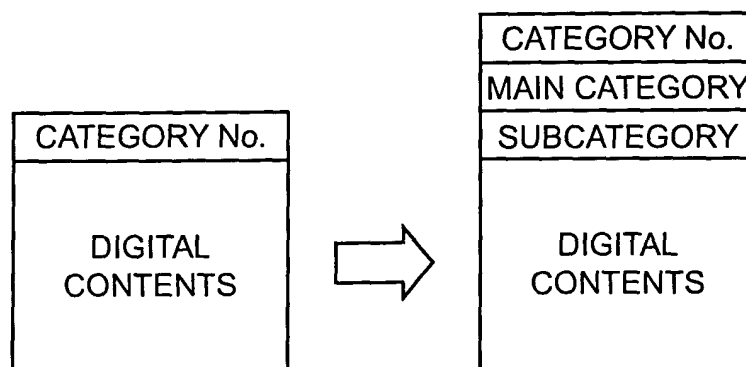 CATEGORY No.
DIGITAL
CONTENTS
CATEGORY No.
MAIN CATEGORY
SUBCATEGORY
DIGITAL
CONTENTS